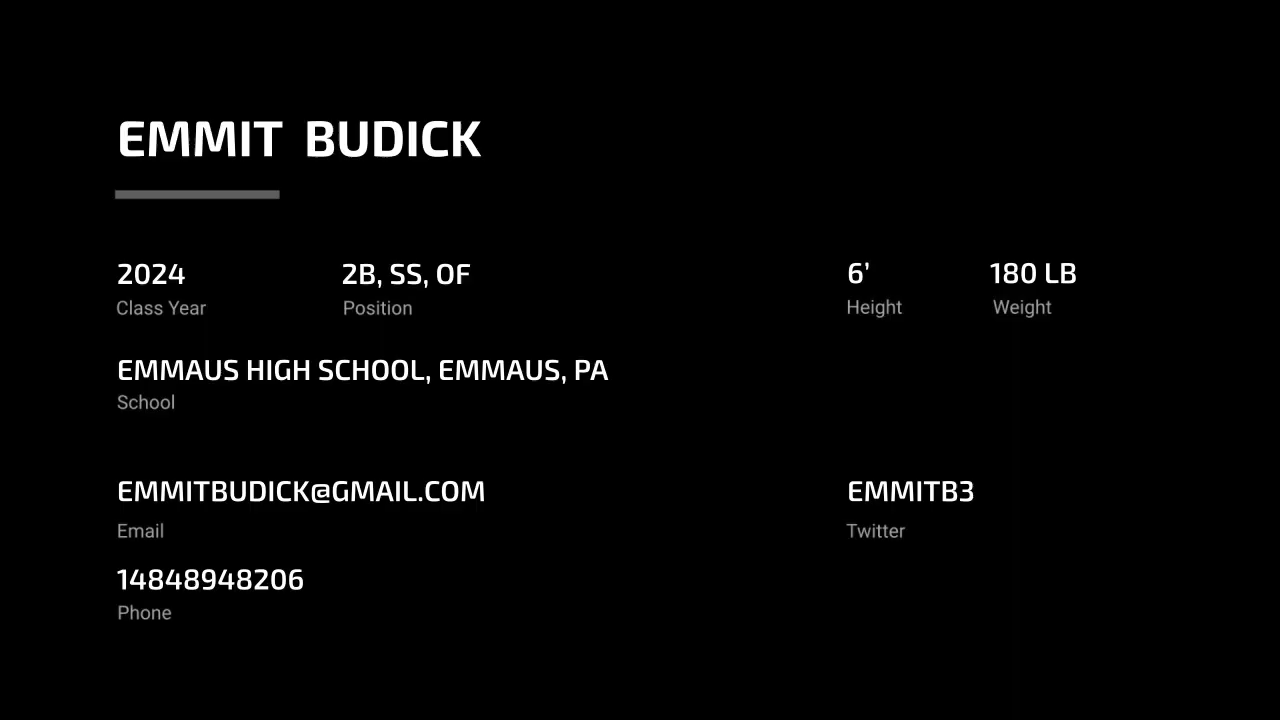 EMMIT BUDICK
2024 2B, SS, OF 6' 180 LB
Class Year Position Height Weight
EMMAUS HIGH SCHOOL, EMMAUS, PA
School
EMMITBUDICK@GMAIL.COM EMMITB3
Email Twitter
14848948206
Phone